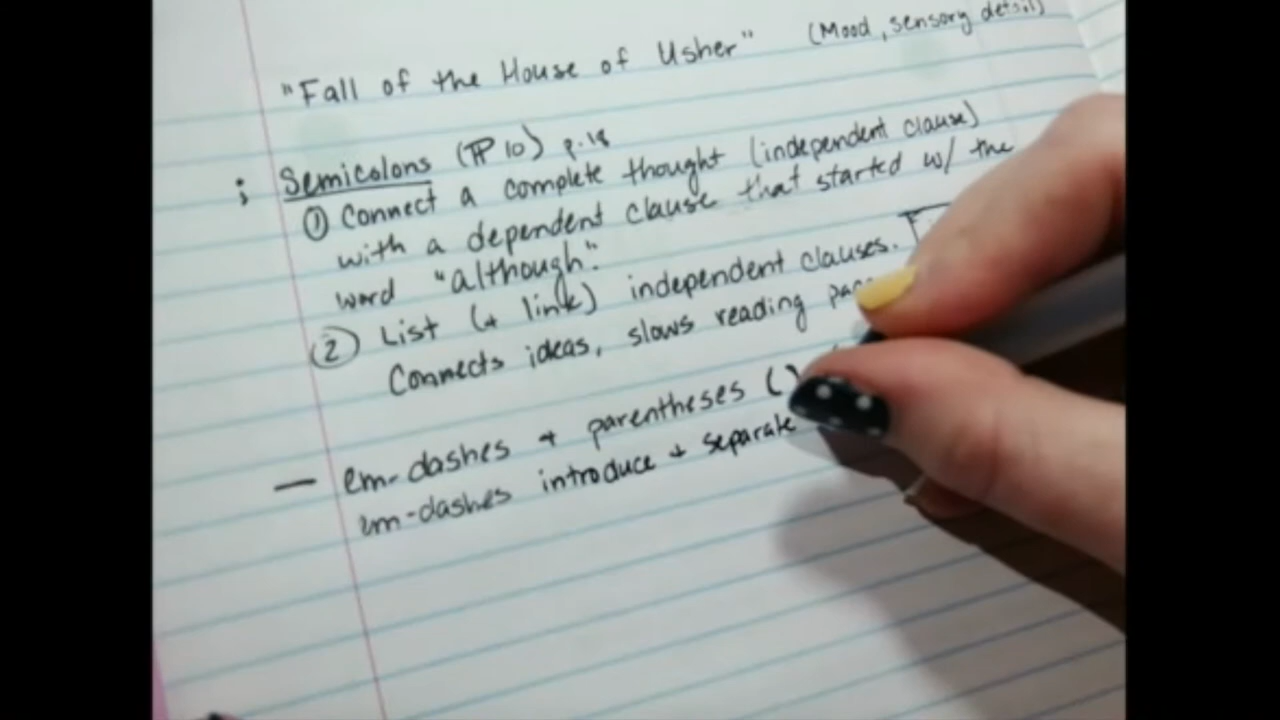 "Fall of the House of Usher" (Mood, sensory detail)
; Semicolons (¶ 10) p.18
① Connect a complete thought (independent clause)
with a dependent clause that started w/ the
word "although."
② List (+ link) independent clauses.
Connects ideas, slows reading
— em-dashes + parentheses ( )
em-dashes introduce + separate